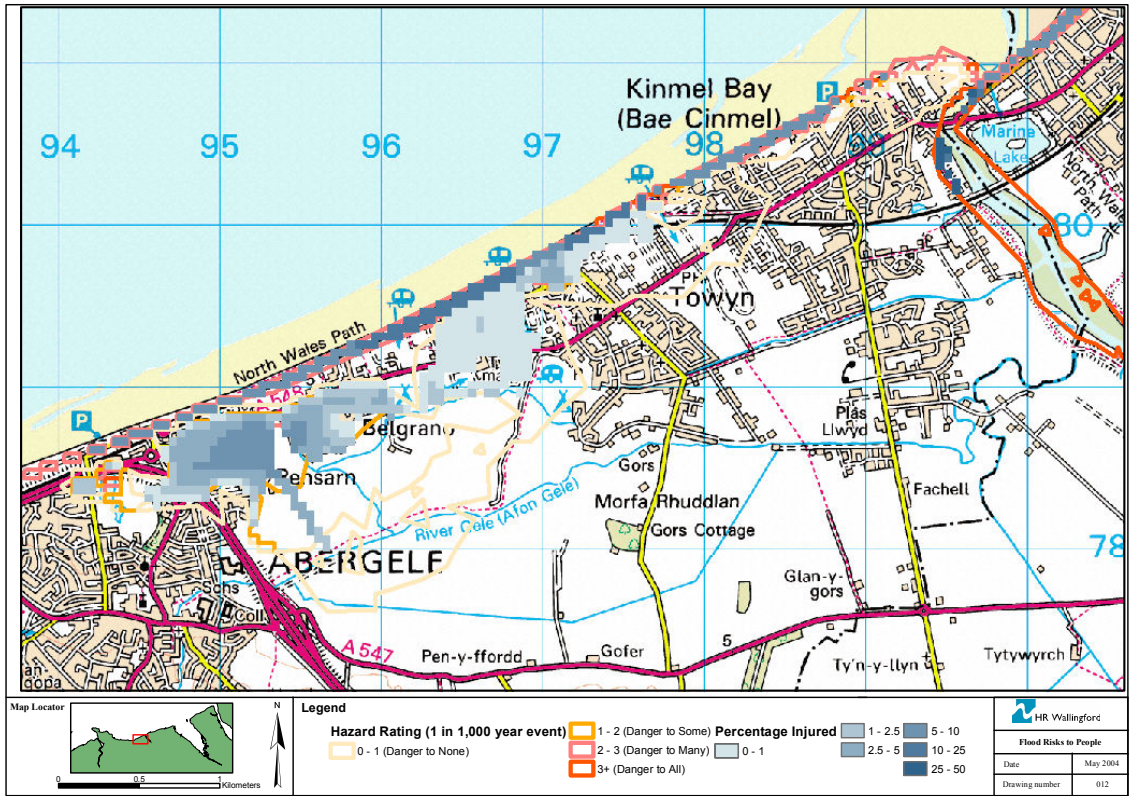 Kinmel Bay
(Bae Cinmel)
94
95
96
97
98
99
Marine
Lake
North Wales
Path
80
Towyn
North Wales Path
A 548
Belgrano
Pensarn
Plas
Llwyd
Gors
Morfa Rhuddlan
Fachell
River Gele (Afon Gele)
Gors Cottage
78
ABERGELE
Schs
Coll
Glan-y-
gors
A 547
Pen-y-ffordd
Gofer
5
Ty'n-y-llyn
Tytywyrch
Map Locator
0
0.5
1
Kilometers
N
Legend
Hazard Rating (1 in 1,000 year event)
0 - 1 (Danger to None)
1 - 2 (Danger to Some)
2 - 3 (Danger to Many)
3+ (Danger to All)
Percentage Injured
0 - 1
1 - 2.5
2.5 - 5
5 - 10
10 - 25
25 - 50
HR Wallingford
Flood Risks to People
Date
May 2004
Drawing number
012